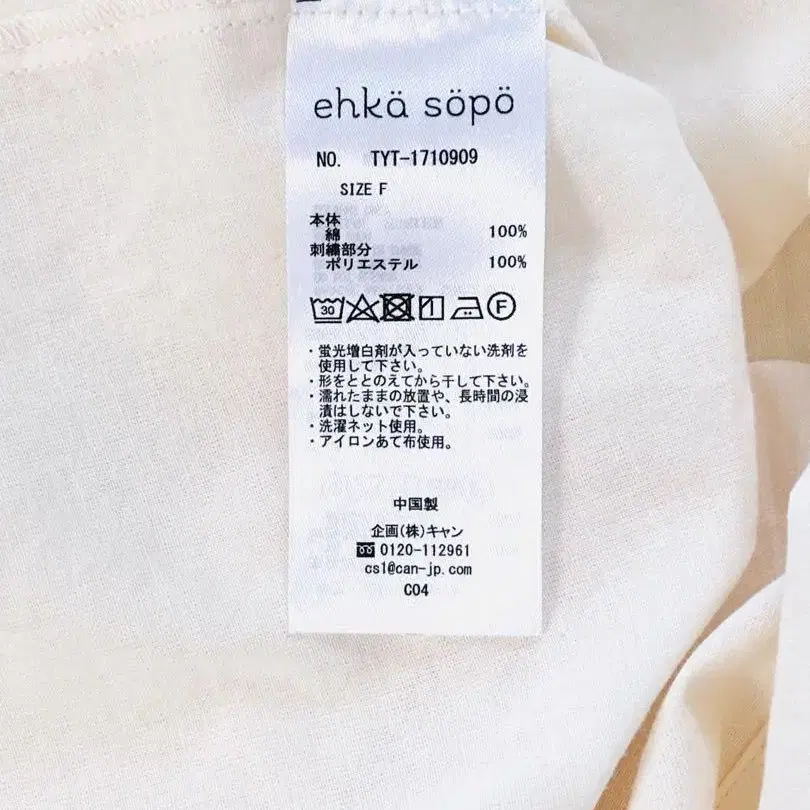 ehkä söpö
NO. TYT-1710909
SIZE F
本体
綿 100%
刺繍部分
ポリエステル 100%
30 F
・蛍光増白剤が入っていない洗剤を
使用して下さい。
・形をととのえてから干して下さい。
・濡れたままの放置や、長時間の浸
漬はしないで下さい。
・洗濯ネット使用。
・アイロンあて布使用。
中国製
企画(株)キャン
0120-112961
cs1@can-jp.com
C04